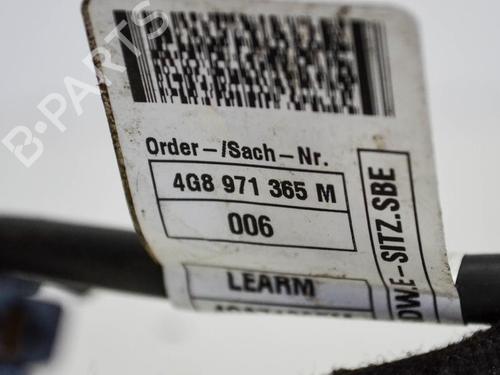 B-PARTS
Order-/Sach-Nr.
4G8 971 365 M
006
LEARM
DW.E-SITZ.SBE